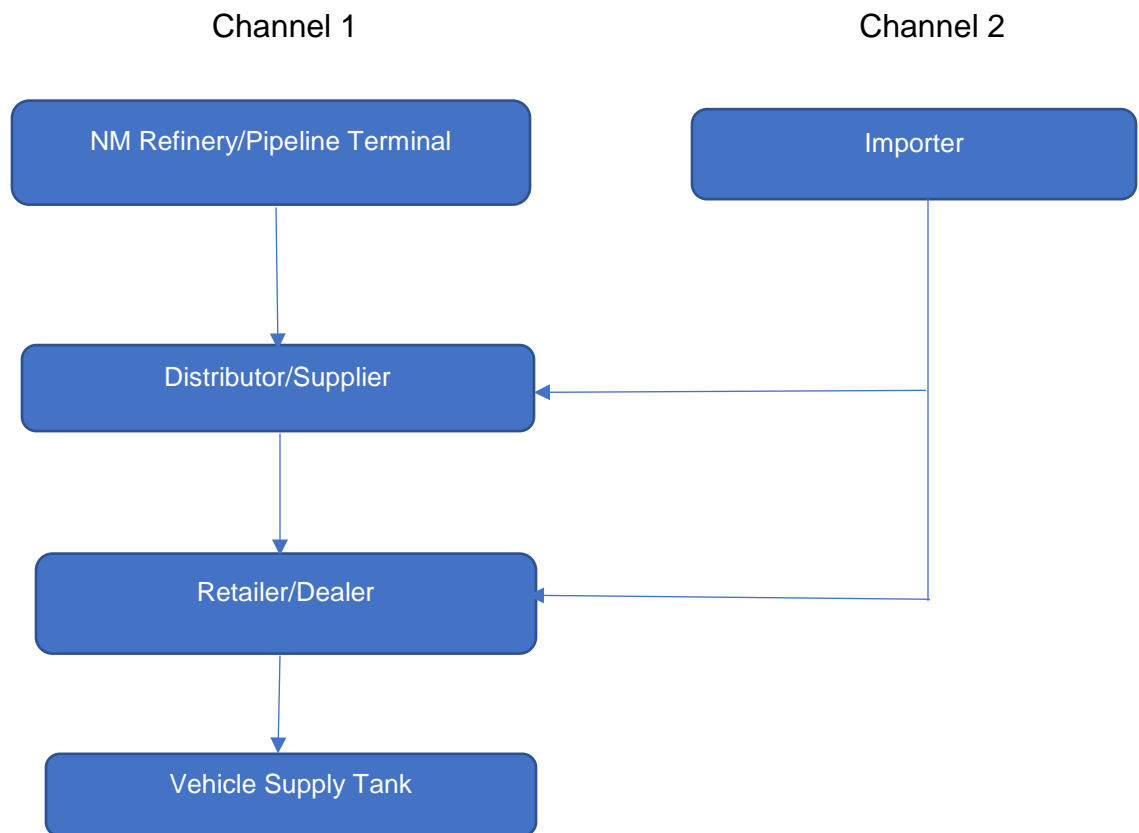 Channel 1
Channel 2
NM Refinery/Pipeline Terminal
Importer
Distributor/Supplier
Retailer/Dealer
Vehicle Supply Tank